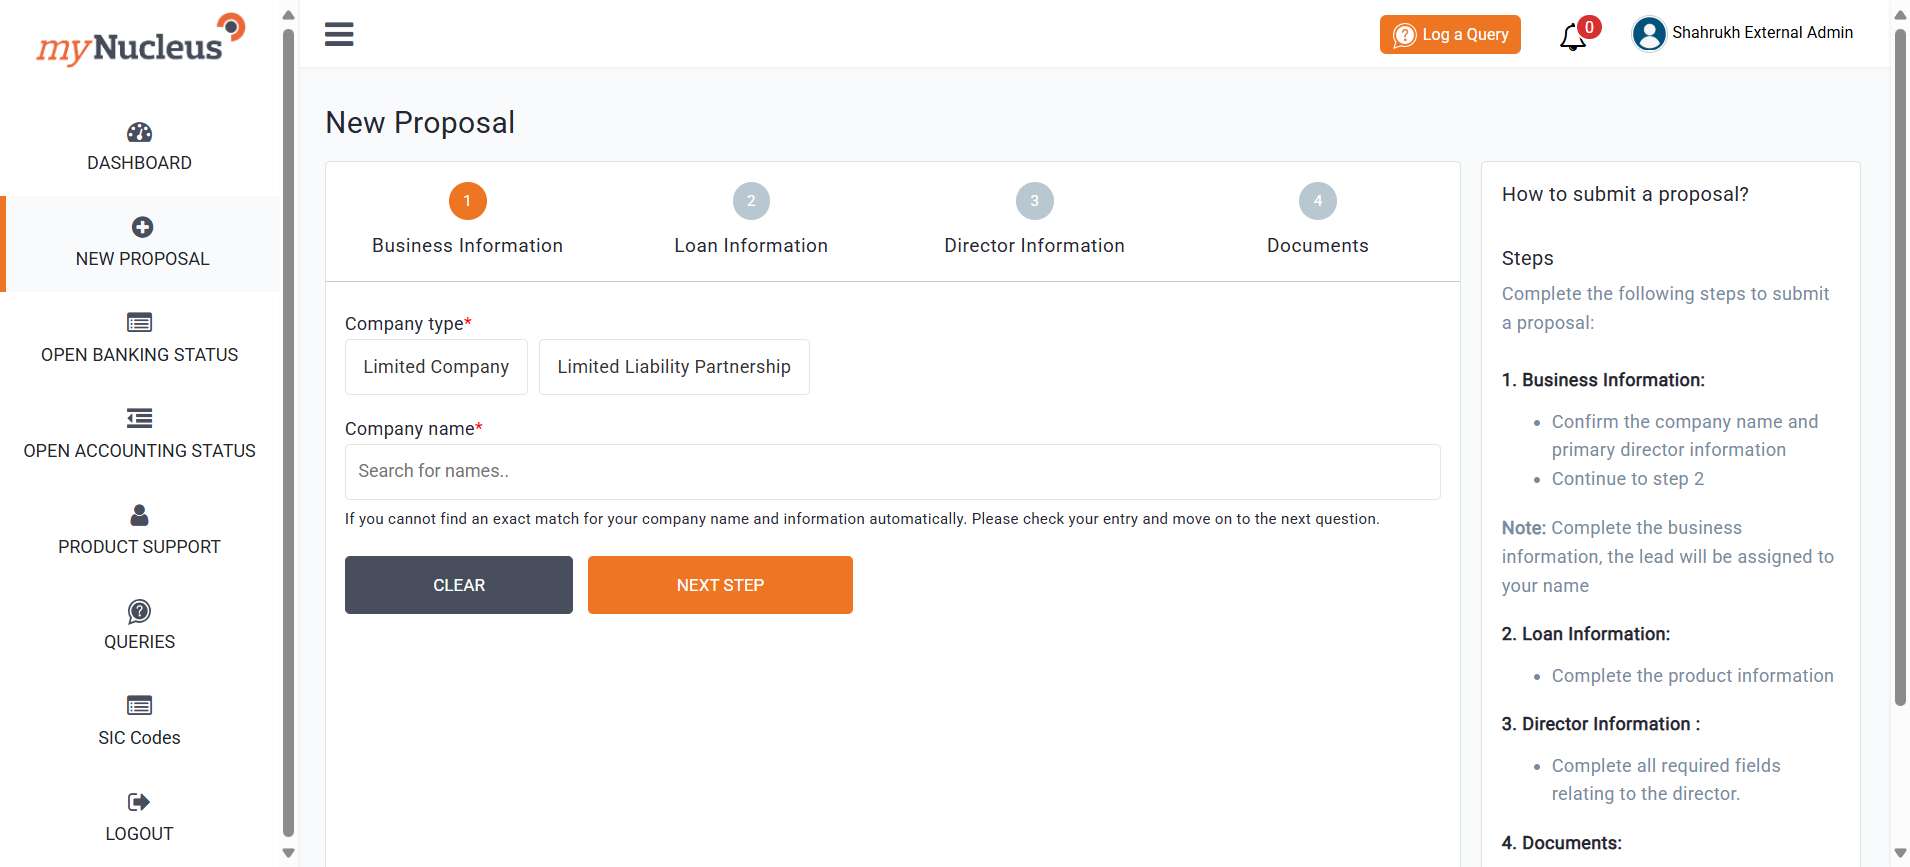 myNucleus
Log a Query
0
Shahrukh External Admin
DASHBOARD
NEW PROPOSAL
OPEN BANKING STATUS
OPEN ACCOUNTING STATUS
PRODUCT SUPPORT
QUERIES
SIC Codes
LOGOUT
New Proposal
1
Business Information
2
Loan Information
3
Director Information
4
Documents
Company type*
Limited Company
Limited Liability Partnership
Company name*
Search for names..
If you cannot find an exact match for your company name and information automatically. Please check your entry and move on to the next question.
CLEAR
NEXT STEP
How to submit a proposal?
Steps
Complete the following steps to submit
a proposal:
1. Business Information:
• Confirm the company name and
primary director information
• Continue to step 2
Note: Complete the business
information, the lead will be assigned to
your name
2. Loan Information:
• Complete the product information
3. Director Information :
• Complete all required fields
relating to the director.
4. Documents: